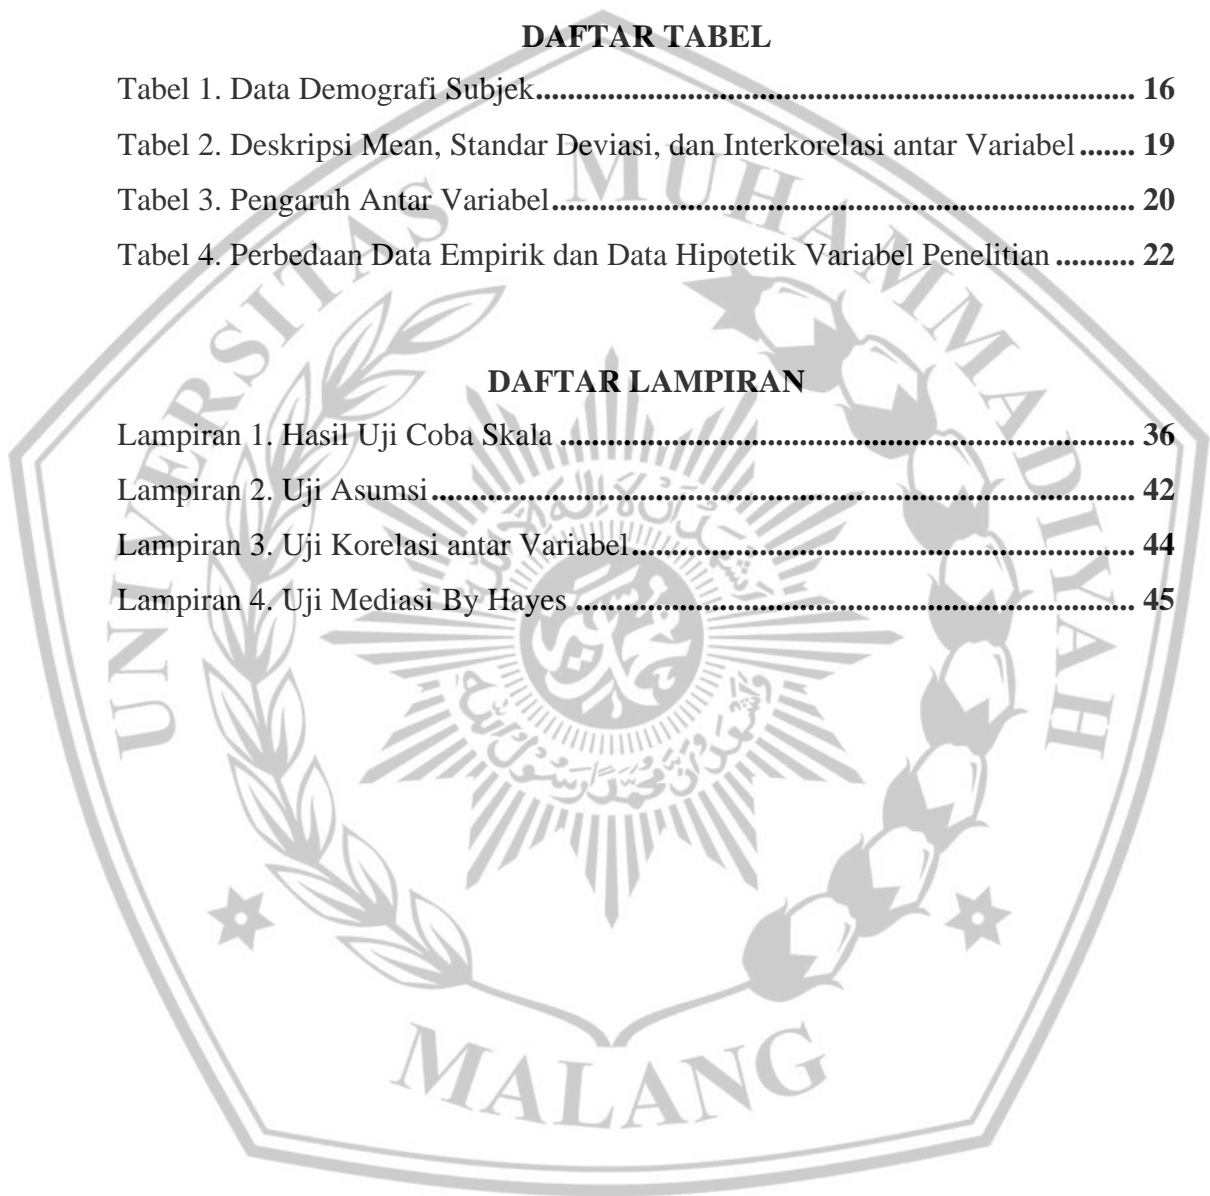 DAFTAR TABEL
Tabel 1. Data Demografi Subjek........................................................................... 16
Tabel 2. Deskripsi Mean, Standar Deviasi, dan Interkorelasi antar Variabel ....... 19
Tabel 3. Pengaruh Antar Variabel......................................................................... 20
Tabel 4. Perbedaan Data Empirik dan Data Hipotetik Variabel Penelitian .......... 22
DAFTAR LAMPIRAN
Lampiran 1. Hasil Uji Coba Skala ........................................................................ 36
Lampiran 2. Uji Asumsi........................................................................................ 42
Lampiran 3. Uji Korelasi antar Variabel............................................................... 44
Lampiran 4. Uji Mediasi By Hayes ...................................................................... 45
UNIVERSITAS MUHAMMADIYAH
MALANG